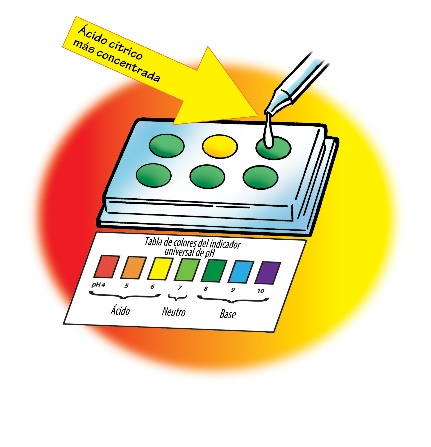 Ácido cítrico
más concentrada
Tabla de colores del indicador
universal de pH
pH 4 5 6 7 8 9 10
Ácido Neutro Base